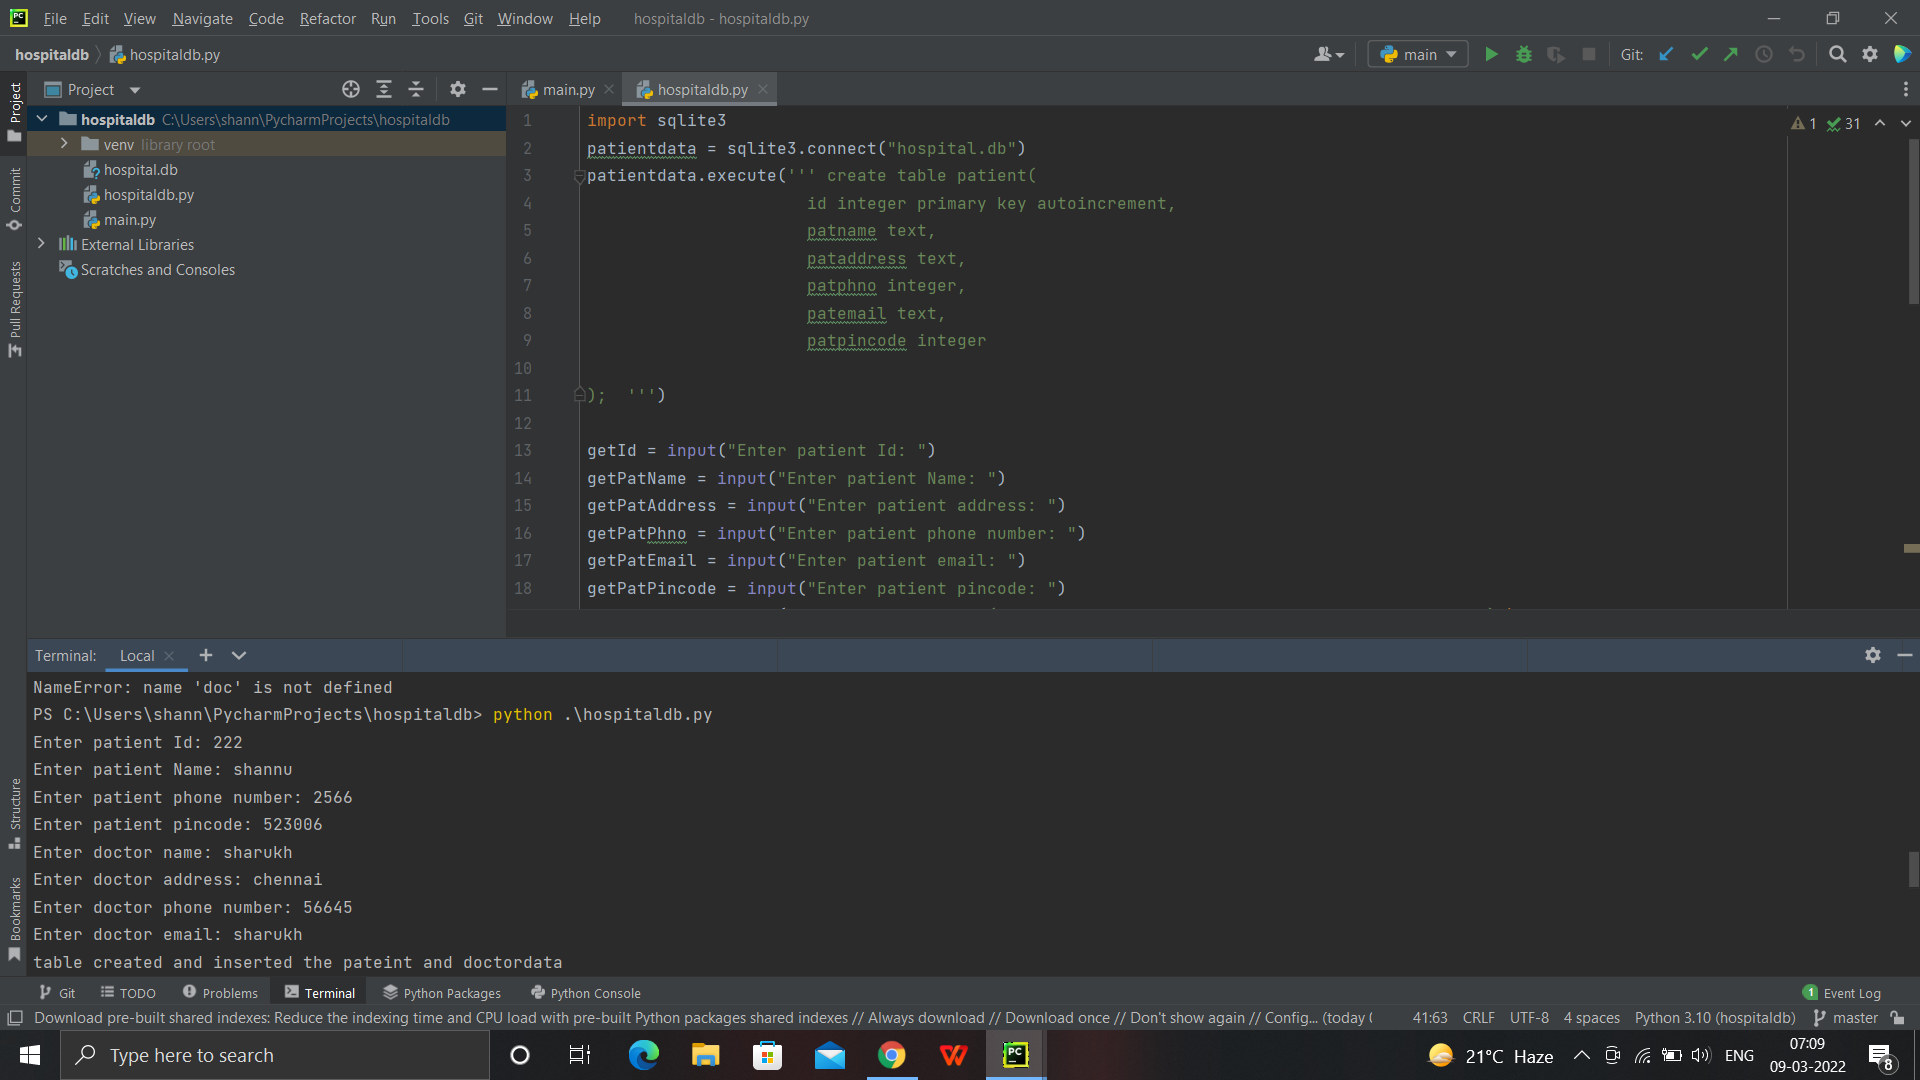 PC File Edit View Navigate Code Refactor Run Tools Git Window Help hospitaldb - hospitaldb.py
hospitaldb hospitaldb.py main Git:
Project
main.py hospitaldb.py
hospitaldb C:\Users\shann\PycharmProjects\hospitaldb
venv library root
hospital.db
hospitaldb.py
main.py
External Libraries
Scratches and Consoles
Project
Commit
Pull Requests
Structure
Bookmarks
1 31
1 import sqlite3
2 patientdata = sqlite3.connect("hospital.db")
3 patientdata.execute(''' create table patient(
4 id integer primary key autoincrement,
5 patname text,
6 pataddress text,
7 patphno integer,
8 patemail text,
9 patpincode integer
10
11 );  ''')
12
13 getId = input("Enter patient Id: ")
14 getPatName = input("Enter patient Name: ")
15 getPatAddress = input("Enter patient address: ")
16 getPatPhno = input("Enter patient phone number: ")
17 getPatEmail = input("Enter patient email: ")
18 getPatPincode = input("Enter patient pincode: ")
Terminal: Local
NameError: name 'doc' is not defined
PS C:\Users\shann\PycharmProjects\hospitaldb> python .\hospitaldb.py
Enter patient Id: 222
Enter patient Name: shannu
Enter patient phone number: 2566
Enter patient pincode: 523006
Enter doctor name: sharukh
Enter doctor address: chennai
Enter doctor phone number: 56645
Enter doctor email: sharukh
table created and inserted the pateint and doctordata
Git TODO Problems Terminal Python Packages Python Console 1 Event Log
Download pre-built shared indexes: Reduce the indexing time and CPU load with pre-built Python packages shared indexes // Always download // Download once // Don't show again // Config... (today 41:63 CRLF UTF-8 4 spaces Python 3.10 (hospitaldb) master
Type here to search PC 21°C Haze ENG 07:09
09-03-2022 8